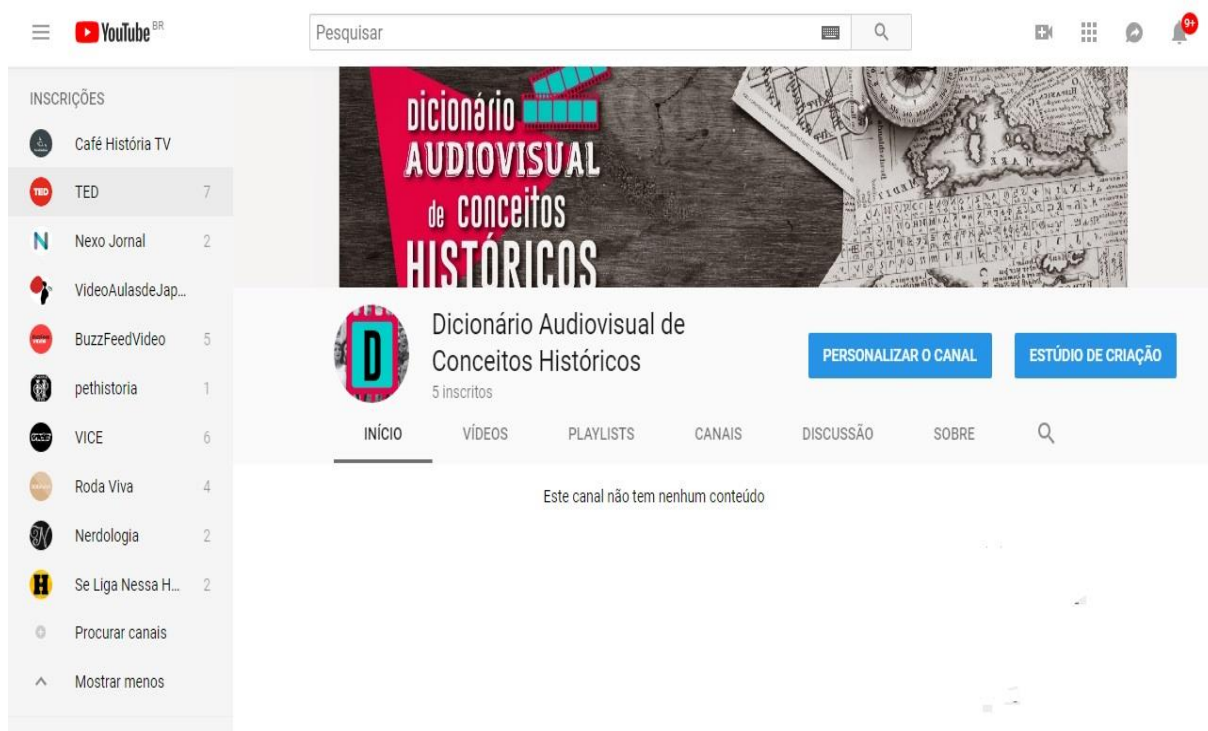 YouTube BR
Pesquisar
9+
INSCRIÇÕES
Café História TV
TED TED 7
N Nexo Jornal 2
VideoAulasdeJap...
BuzzFeedVideo 5
pethistoria 1
VICE 6
Roda Viva 4
N Nerdologia 2
H Se Liga Nessa H... 2
Procurar canais
Mostrar menos
DICIONÁRIO
AUDIOVISUAL
de CONCEITOS
HISTÓRICOS
D
Dicionário Audiovisual de
Conceitos Históricos
5 inscritos
PERSONALIZAR O CANAL
ESTÚDIO DE CRIAÇÃO
INÍCIO VÍDEOS PLAYLISTS CANAIS DISCUSSÃO SOBRE
Este canal não tem nenhum conteúdo